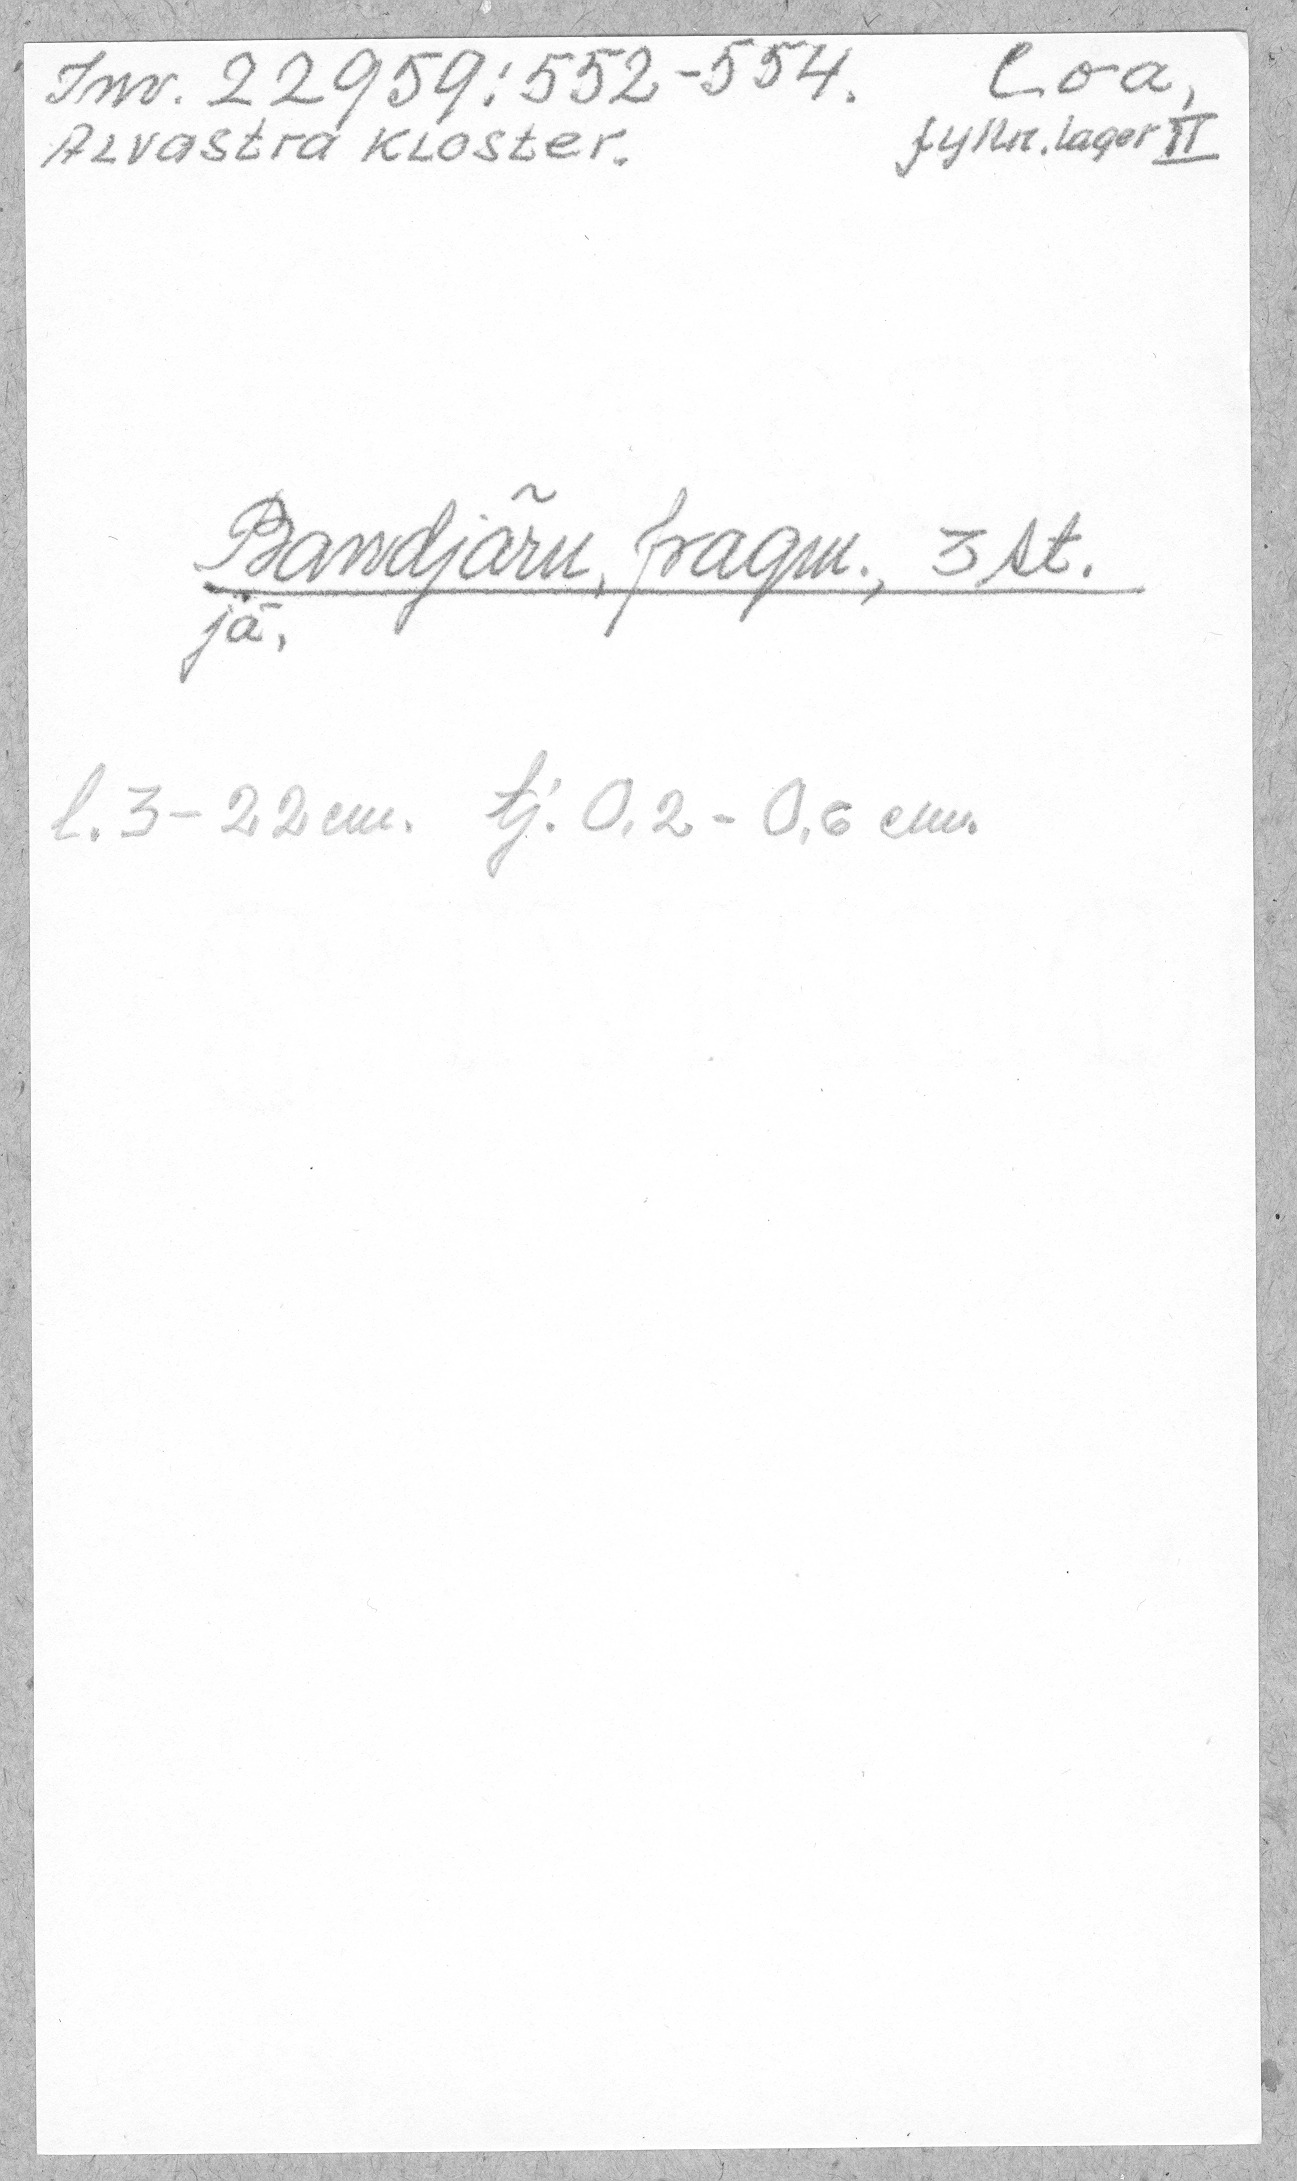 Inv. 22959:552-554. Loa,
Alvastra Kloster. fylln. lager II
Bandjärn, fragm., 3 st.
jä.
l. 3-22 cm. tj. 0,2-0,6 cm.